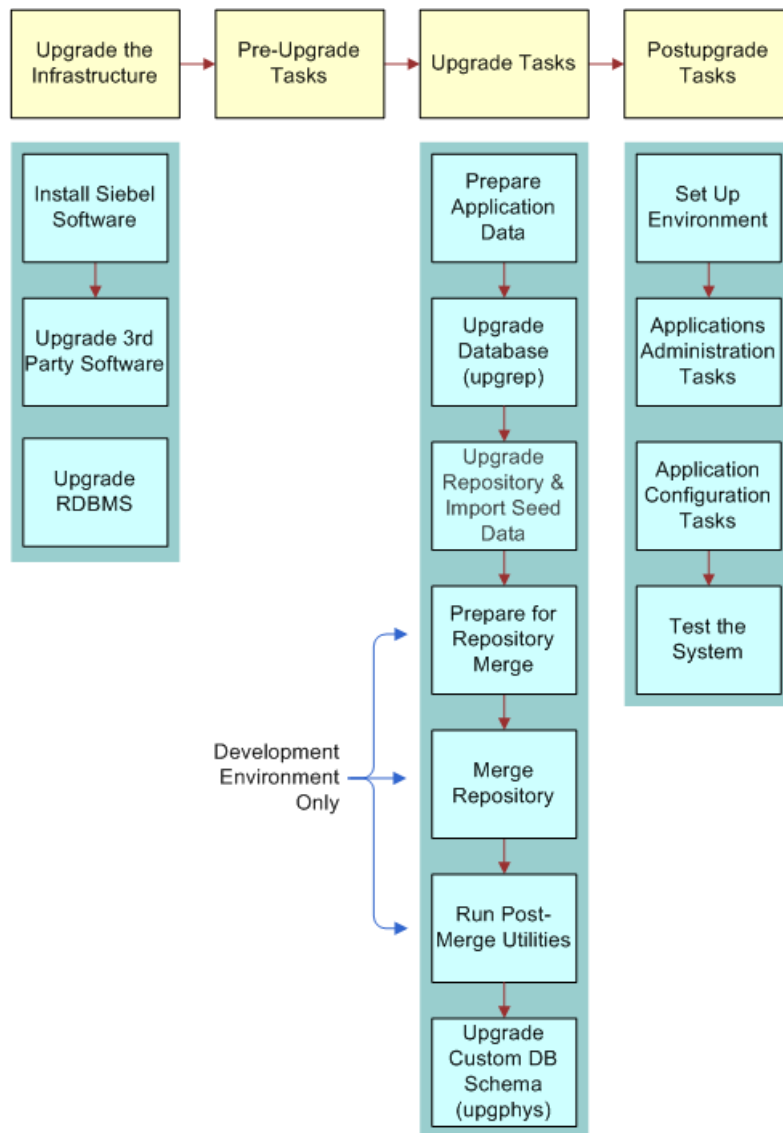 Upgrade the
Infrastructure
Pre-Upgrade
Tasks
Upgrade Tasks
Postupgrade
Tasks
Install Siebel
Software
Upgrade 3rd
Party Software
Upgrade
RDBMS
Prepare
Application
Data
Upgrade
Database
(upgrep)
Upgrade
Repository &
Import Seed
Data
Prepare for
Repository
Merge
Merge
Repository
Run Post-
Merge Utilities
Upgrade
Custom DB
Schema
(upgphys)
Development
Environment
Only
Set Up
Environment
Applications
Administration
Tasks
Application
Configuration
Tasks
Test the
System